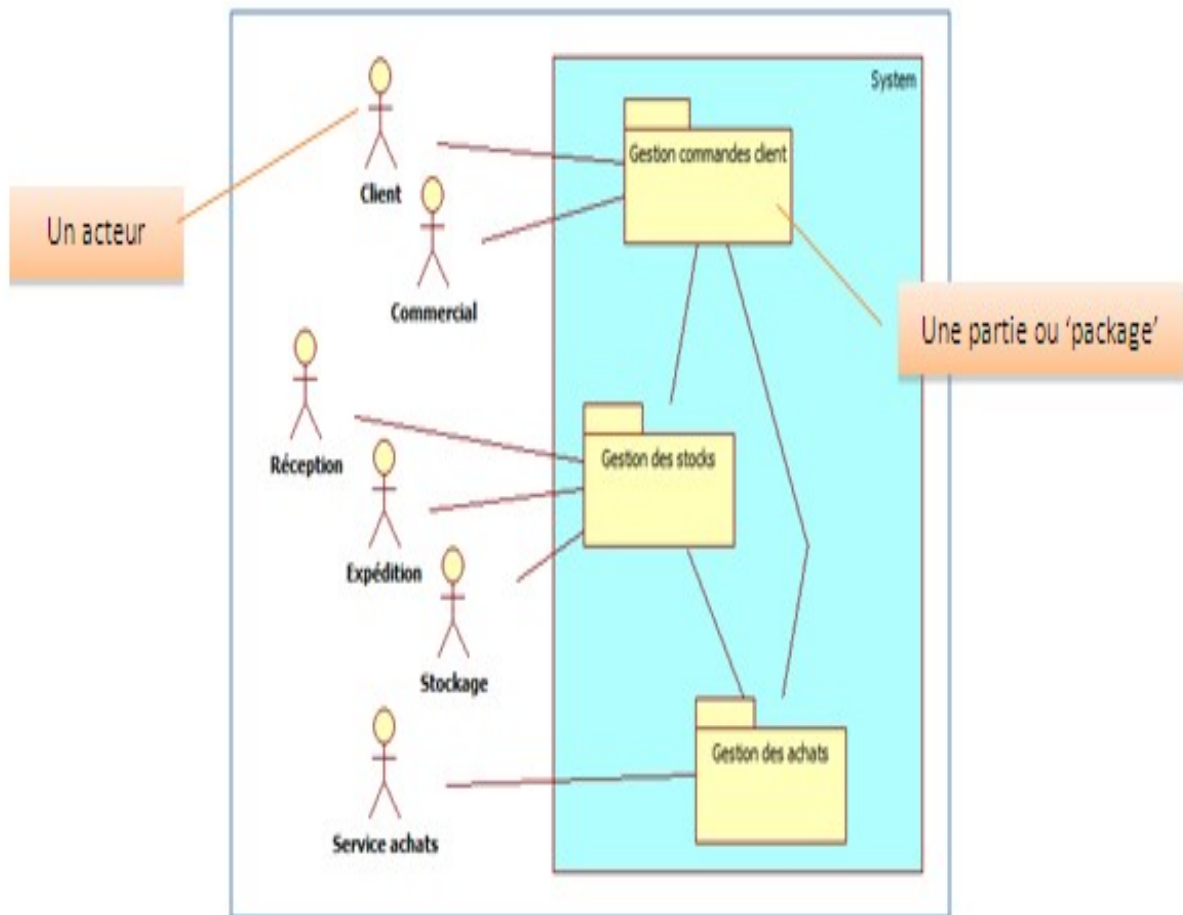 System
Gestion commandes client
Client
Un acteur
Commercial
Une partie ou ‘package’
Réception
Gestion des stocks
Expédition
Stockage
Gestion des achats
Service achats